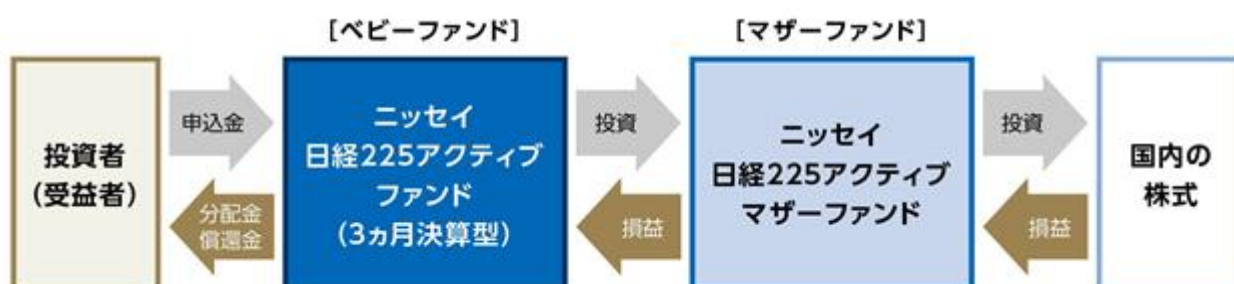 [ベビーファンド]
[マザーファンド]
投資者
(受益者)
申込金
分配金
償還金
ニッセイ
日経225アクティブ
ファンド
(3ヵ月決算型)
投資
損益
ニッセイ
日経225アクティブ
マザーファンド
投資
損益
国内の
株式